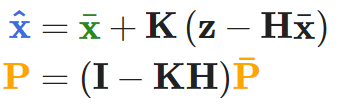 x̂ = x̄ + K (z − Hx̄)
P = (I − KH)P̄